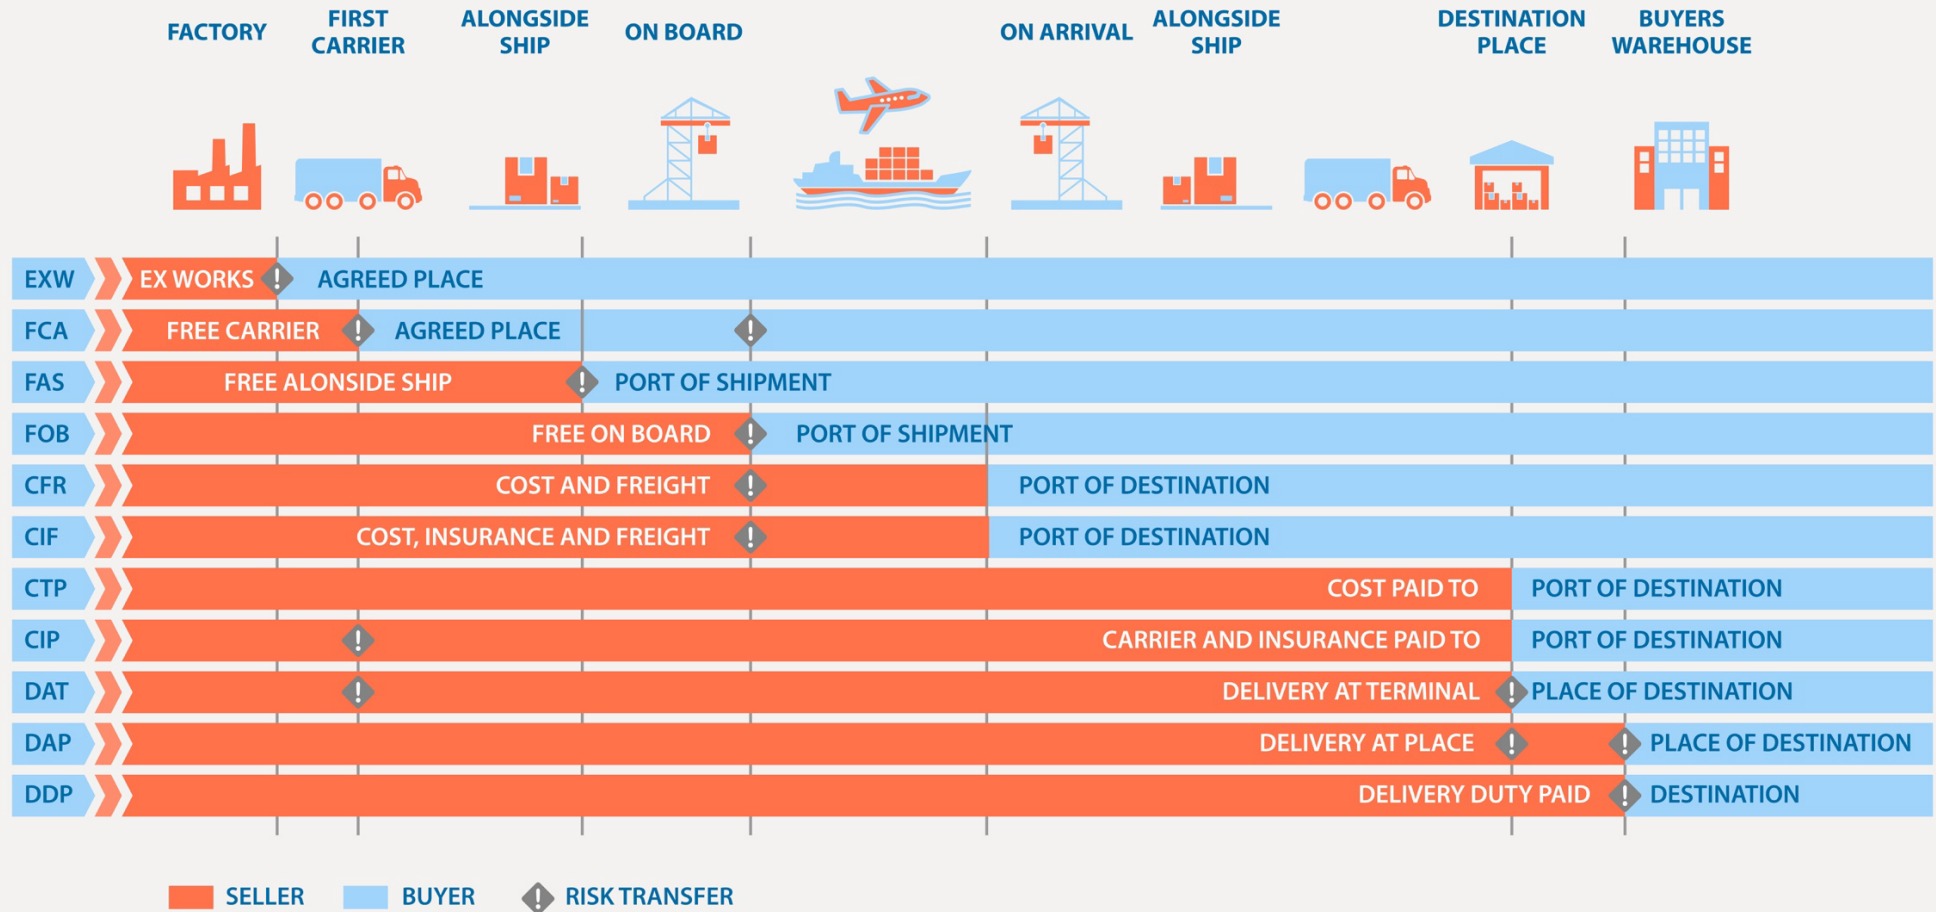 FACTORY
FIRST
CARRIER
ALONGSIDE
SHIP
ON BOARD
ON ARRIVAL
ALONGSIDE
SHIP
DESTINATION
PLACE
BUYERS
WAREHOUSE
EXW EX WORKS ! AGREED PLACE
FCA FREE CARRIER ! AGREED PLACE !
FAS FREE ALONSIDE SHIP ! PORT OF SHIPMENT
FOB FREE ON BOARD ! PORT OF SHIPMENT
CFR COST AND FREIGHT ! PORT OF DESTINATION
CIF COST, INSURANCE AND FREIGHT ! PORT OF DESTINATION
CTP COST PAID TO PORT OF DESTINATION
CIP ! CARRIER AND INSURANCE PAID TO PORT OF DESTINATION
DAT ! DELIVERY AT TERMINAL ! PLACE OF DESTINATION
DAP DELIVERY AT PLACE ! ! PLACE OF DESTINATION
DDP DELIVERY DUTY PAID ! DESTINATION
SELLER BUYER ! RISK TRANSFER